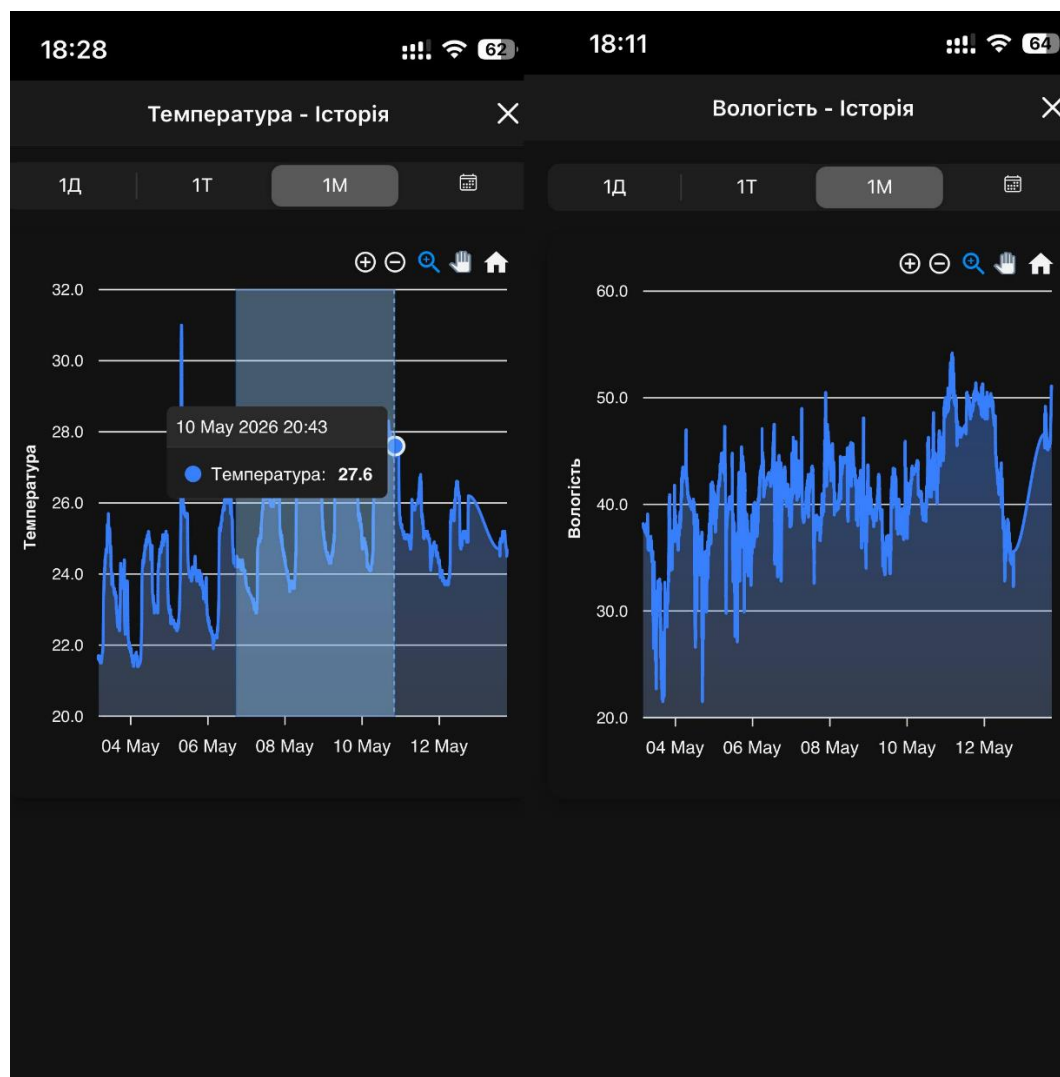 18:28
62
Температура - Історія
1Д
1Т
1М
32.0
30.0
28.0
26.0
24.0
22.0
20.0
Температура
10 May 2026 20:43
Температура: 27.6
04 May
06 May
08 May
10 May
12 May
18:11
64
Вологість - Історія
1Д
1Т
1М
60.0
50.0
40.0
30.0
20.0
Вологість
04 May
06 May
08 May
10 May
12 May